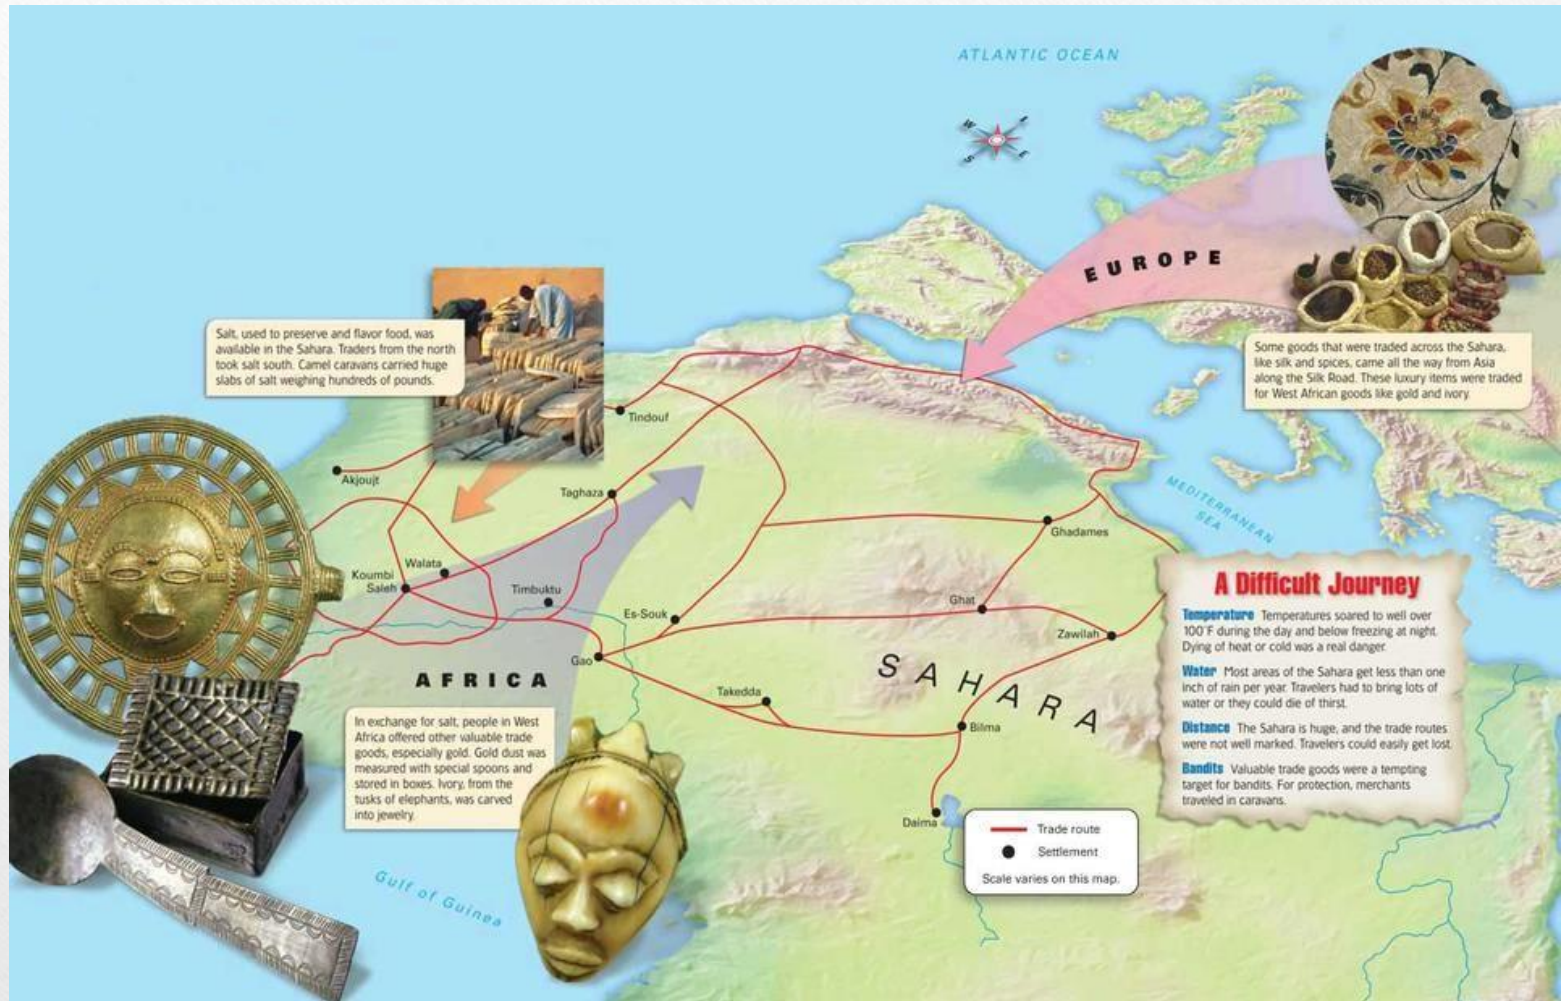 ATLANTIC OCEAN
W
N
S
E
EUROPE
Salt, used to preserve and flavor food, was
available in the Sahara. Traders from the north
took salt south. Camel caravans carried huge
slabs of salt weighing hundreds of pounds.
Some goods that were traded across the Sahara,
like silk and spices, came all the way from Asia
along the Silk Road. These luxury items were traded
for West African goods like gold and ivory.
Tindouf
Akjoujt
Taghaza
MEDITERRANEAN
SEA
Ghadames
Walata
Koumbi
Saleh
Timbuktu
Es-Souk
Ghat
Zawilah
Gao
AFRICA
SAHARA
Takedda
Bilma
Daima
A Difficult Journey
Temperature Temperatures soared to well over
100°F during the day and below freezing at night.
Dying of heat or cold was a real danger.
Water Most areas of the Sahara get less than one
inch of rain per year. Travelers had to bring lots of
water or they could die of thirst.
Distance The Sahara is huge, and the trade routes
were not well marked. Travelers could easily get lost.
Bandits Valuable trade goods were a tempting
target for bandits. For protection, merchants
traveled in caravans.
In exchange for salt, people in West
Africa offered other valuable trade
goods, especially gold. Gold dust was
measured with special spoons and
stored in boxes. Ivory, from the
tusks of elephants, was carved
into jewelry.
Trade route
Settlement
Scale varies on this map.
Gulf of Guinea